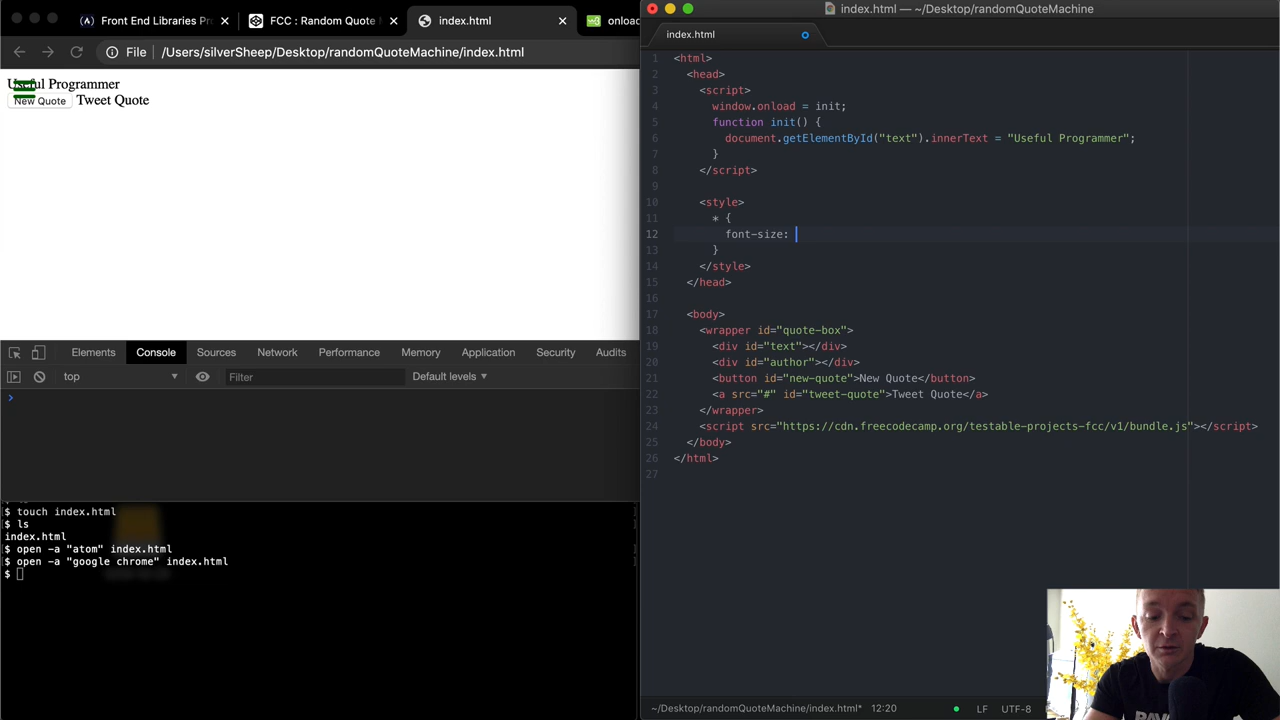 Front End Libraries Pr
FCC : Random Quote M
index.html
onload
File
/Users/silverSheep/Desktop/randomQuoteMachine/index.html
Useful Programmer
New Quote
Tweet Quote
Elements
Console
Sources
Network
Performance
Memory
Application
Security
Audits
top
Filter
Default levels
$ touch index.html
$ ls
index.html
$ open -a "atom" index.html
$ open -a "google chrome" index.html
$
index.html — ~/Desktop/randomQuoteMachine
index.html
1 <html>
2 <head>
3 <script>
4 window.onload = init;
5 function init() {
6 document.getElementById("text").innerText = "Useful Programmer";
7 }
8 </script>
9
10 <style>
11 * {
12 font-size:
13 }
14 </style>
15 </head>
16
17 <body>
18 <wrapper id="quote-box">
19 <div id="text"></div>
20 <div id="author"></div>
21 <button id="new-quote">New Quote</button>
22 <a src="#" id="tweet-quote">Tweet Quote</a>
23 </wrapper>
24 <script src="https://cdn.freecodecamp.org/testable-projects-fcc/v1/bundle.js"></script>
25 </body>
26 </html>
27
~/Desktop/randomQuoteMachine/index.html* 12:20
LF
UTF-8